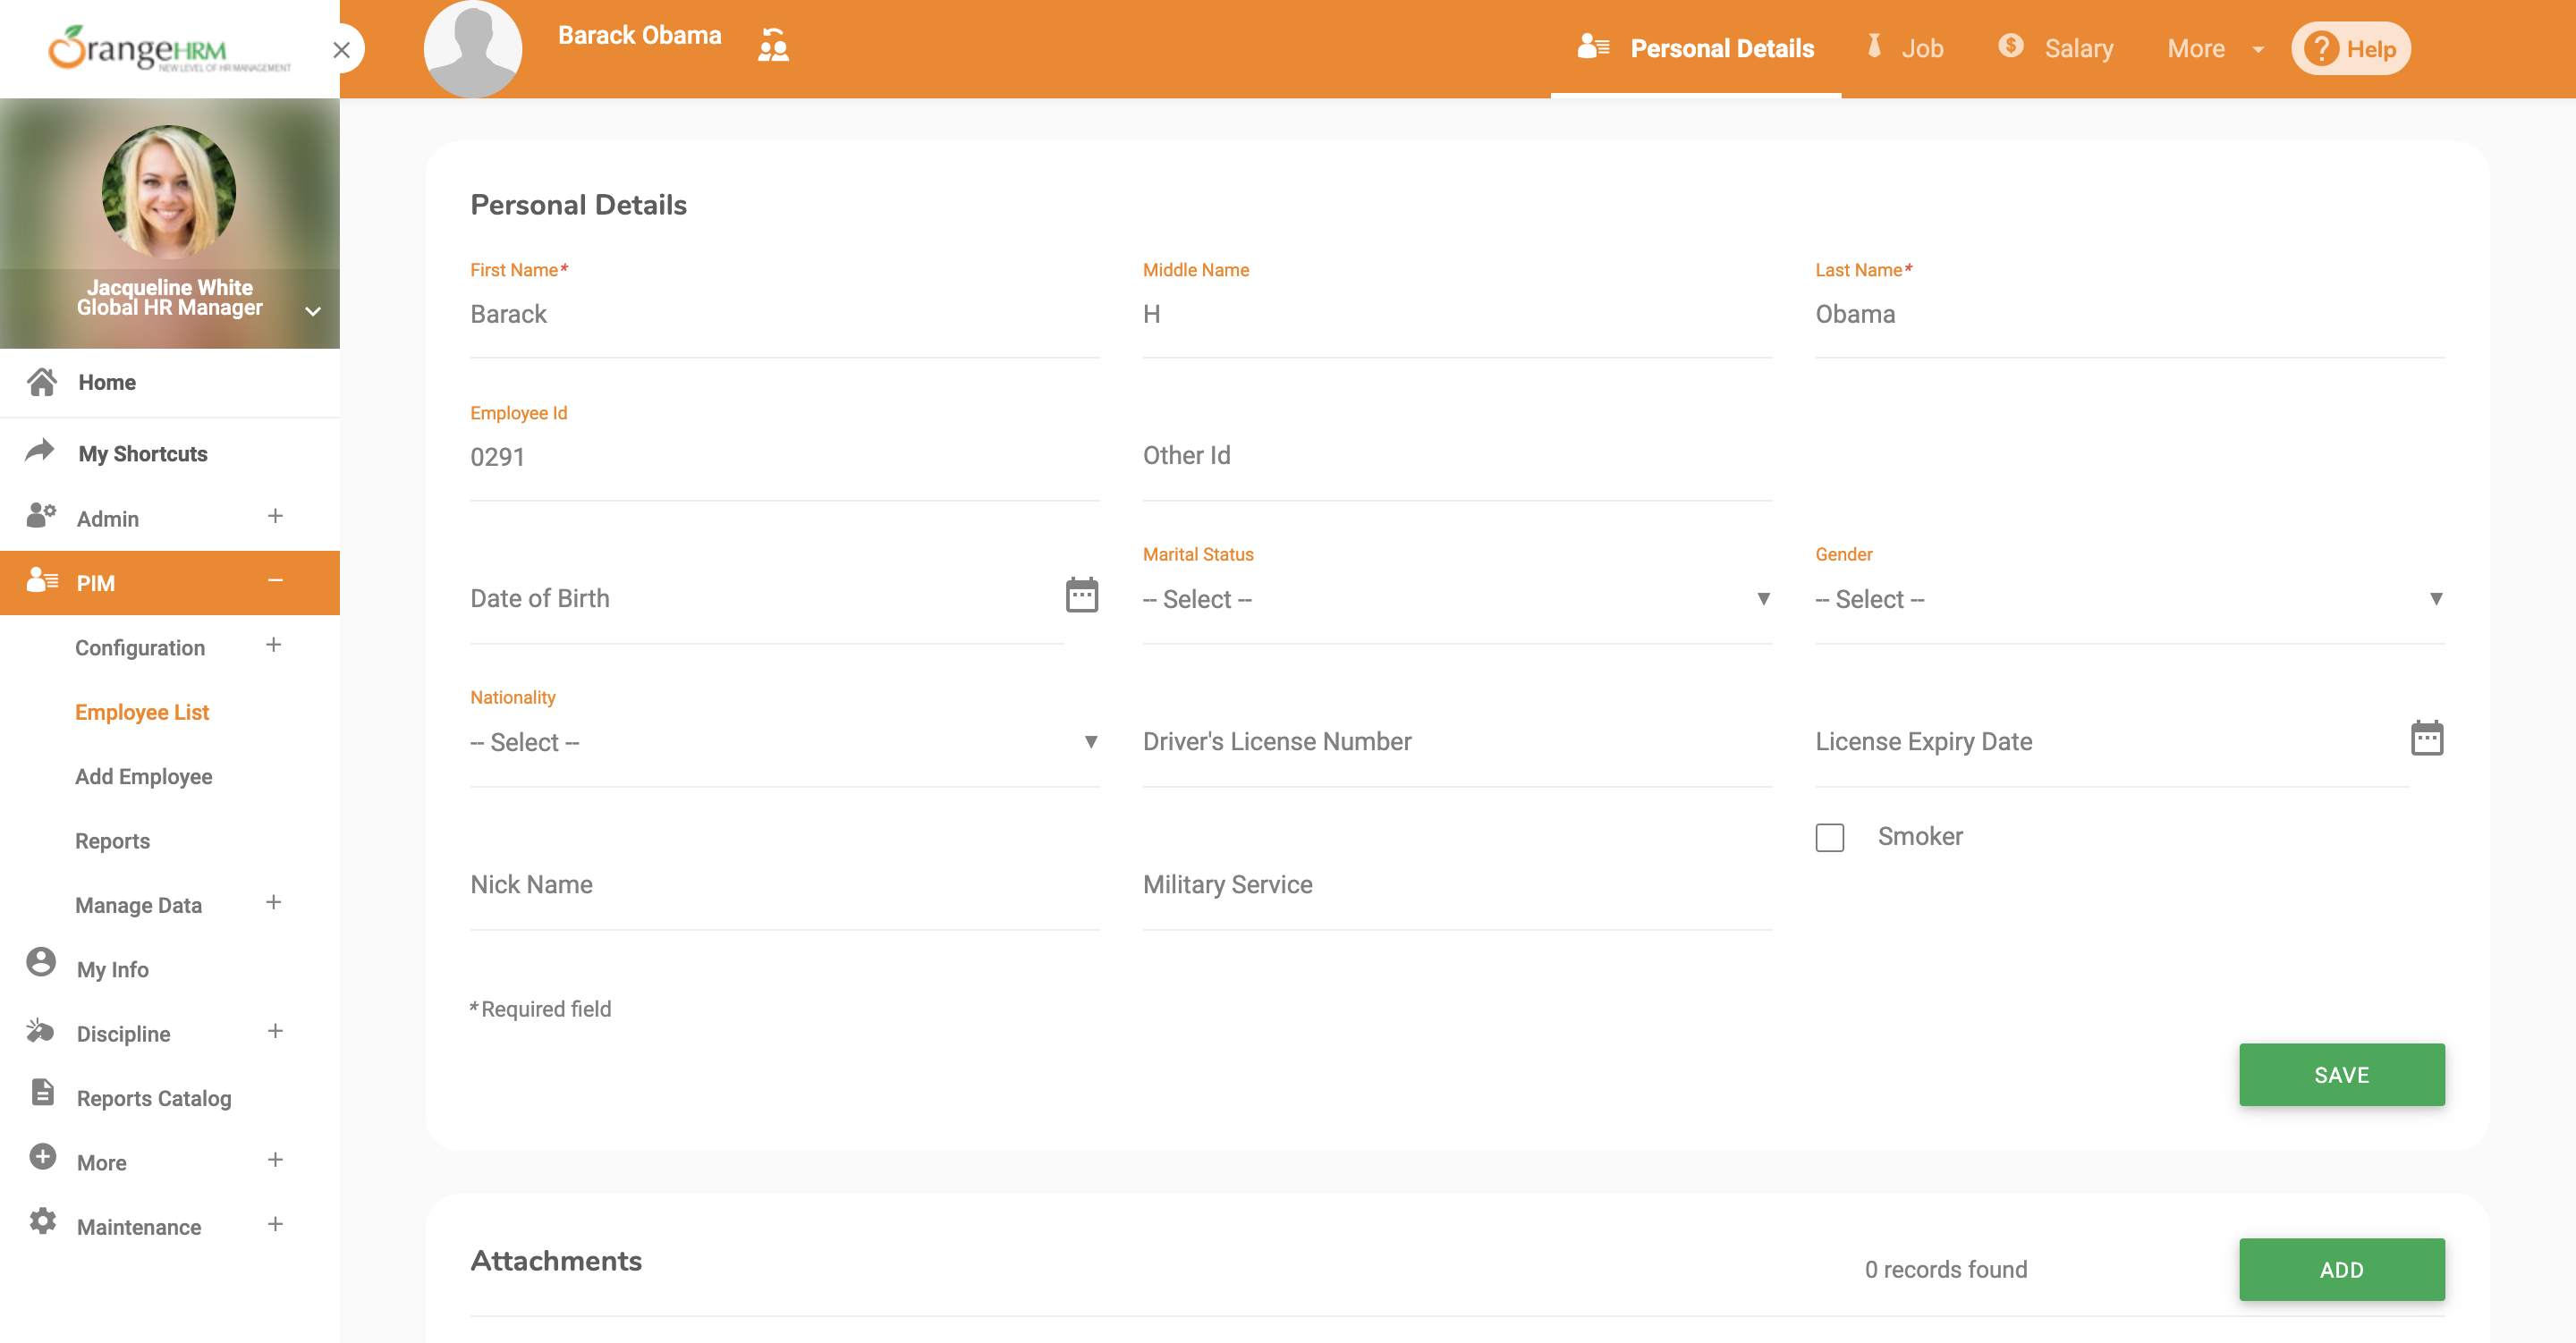 OrangeHRM
NEW LEVEL OF HR MANAGEMENT
Barack Obama
Personal Details
Job
Salary
More
Help
Jacqueline White
Global HR Manager
Home
My Shortcuts
Admin
PIM
Configuration
Employee List
Add Employee
Reports
Manage Data
My Info
Discipline
Reports Catalog
More
Maintenance
Personal Details
First Name*
Middle Name
Last Name*
Barack
H
Obama
Employee Id
0291
Other Id
Marital Status
Gender
Date of Birth
-- Select --
-- Select --
Nationality
-- Select --
Driver's License Number
License Expiry Date
Smoker
Nick Name
Military Service
* Required field
SAVE
Attachments
0 records found
ADD